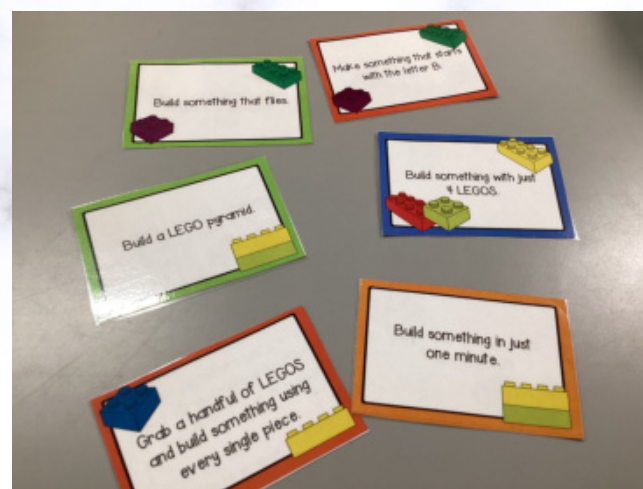 Build something that flies.
Make something that starts
with the letter B.
Build a LEGO pyramid.
Build something with just
4 LEGOS.
Grab a handful of LEGOS
and build something using
every single piece.
Build something in just
one minute.